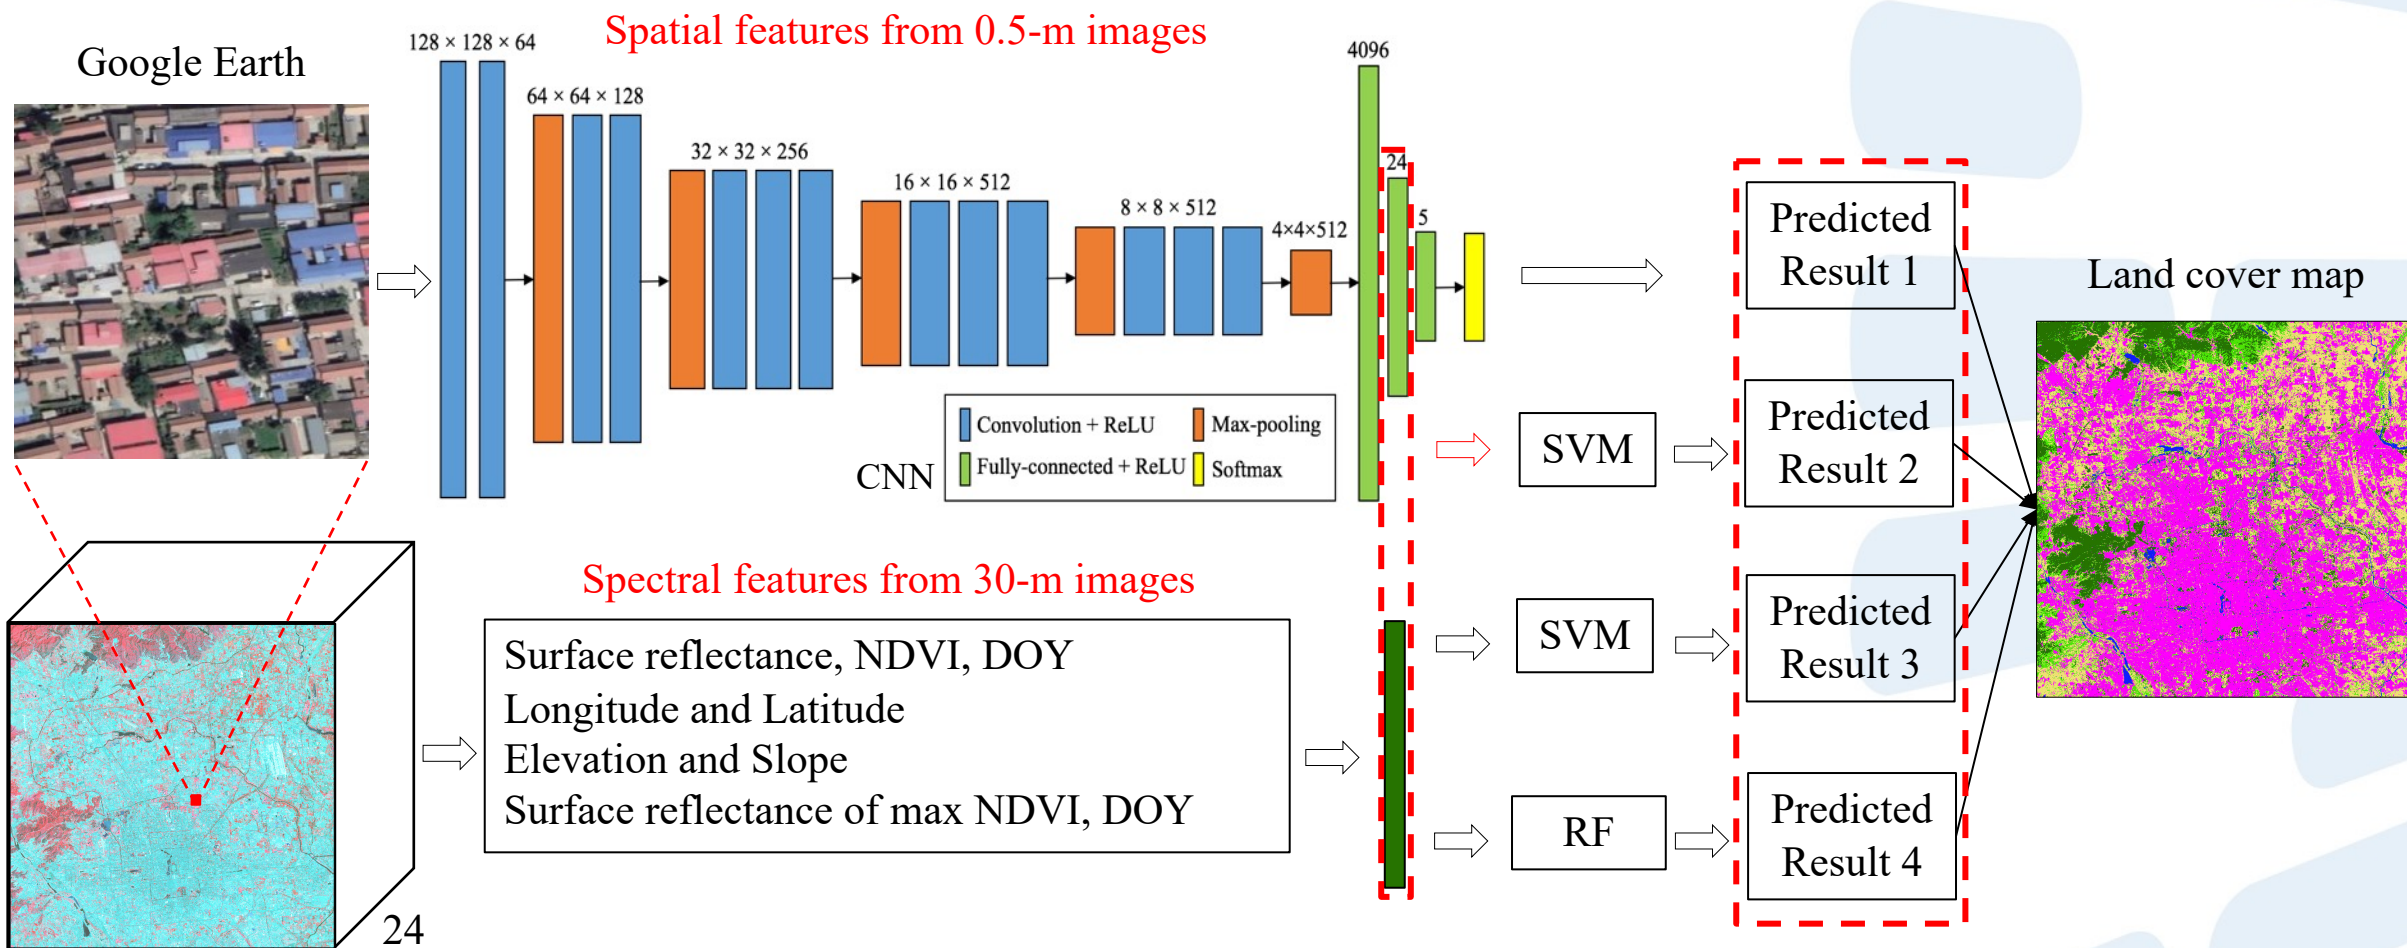 Spatial features from 0.5-m images
Google Earth
128 × 128 × 64
64 × 64 × 128
32 × 32 × 256
16 × 16 × 512
8 × 8 × 512
4×4×512
4096
24
5
Convolution + ReLU
Max-pooling
Fully-connected + ReLU
Softmax
CNN
Spectral features from 30-m images
Surface reflectance, NDVI, DOY
Longitude and Latitude
Elevation and Slope
Surface reflectance of max NDVI, DOY
24
SVM
SVM
RF
Predicted
Result 1
Predicted
Result 2
Predicted
Result 3
Predicted
Result 4
Land cover map